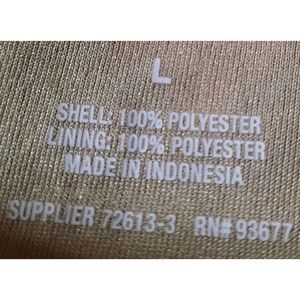 L
SHELL: 100% POLYESTER
LINING: 100% POLYESTER
MADE IN INDONESIA
SUPPLIER 72613-3 RN# 93677